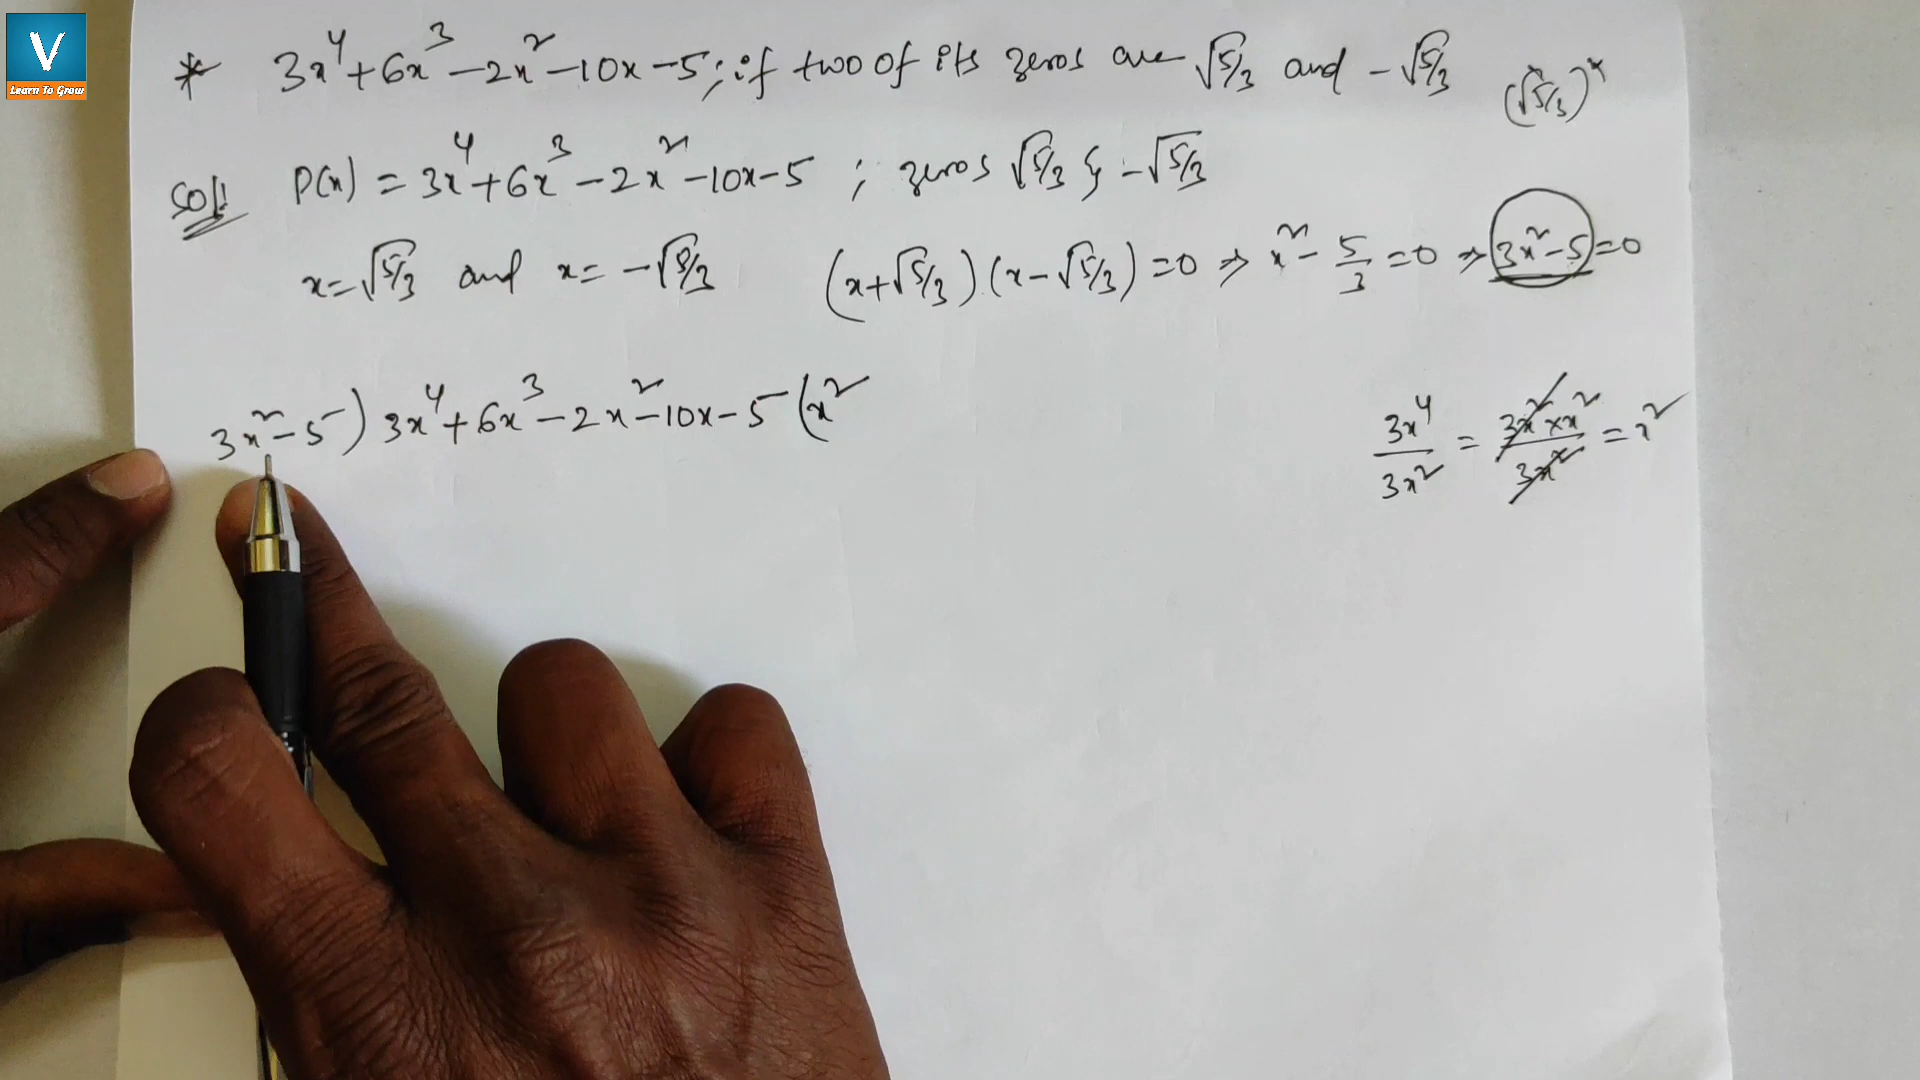 V
Learn To Grow
* 3x⁴+6x³-2x²-10x-5; if two of its zeros are √5/3 and -√5/3
(√5/3)²
Sol! P(x) = 3x⁴+6x³-2x²-10x-5 ; zeros √5/3 & -√5/3
x=√5/3 and x=-√5/3 (x+√5/3)(x-√5/3)=0 ⇒ x²-5/3=0 ⇒ 3x²-5=0
3x²-5) 3x⁴+6x³-2x²-10x-5 (x²
3x⁴/3x² = 3x²×x²/3x² = x²